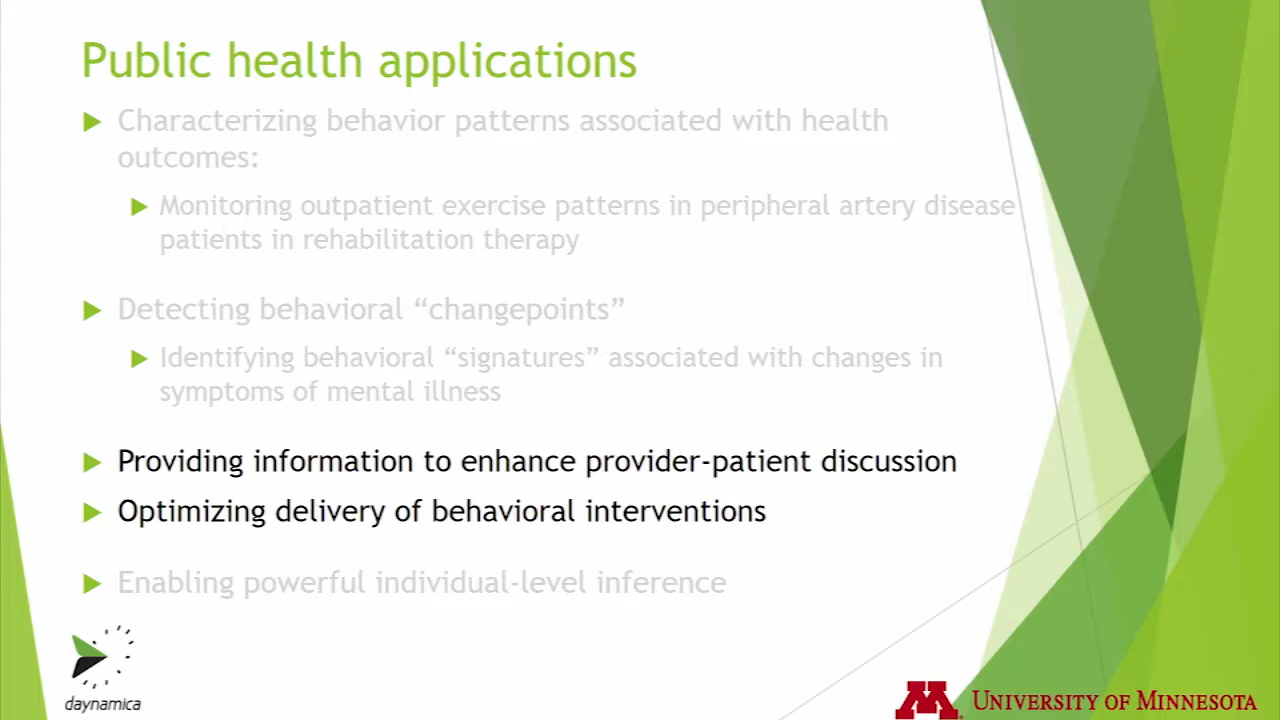 Public health applications
Characterizing behavior patterns associated with health
outcomes:
Monitoring outpatient exercise patterns in peripheral artery disease
patients in rehabilitation therapy
Detecting behavioral “changepoints”
Identifying behavioral “signatures” associated with changes in
symptoms of mental illness
Providing information to enhance provider-patient discussion
Optimizing delivery of behavioral interventions
Enabling powerful individual-level inference
daynamica
M UNIVERSITY OF MINNESOTA